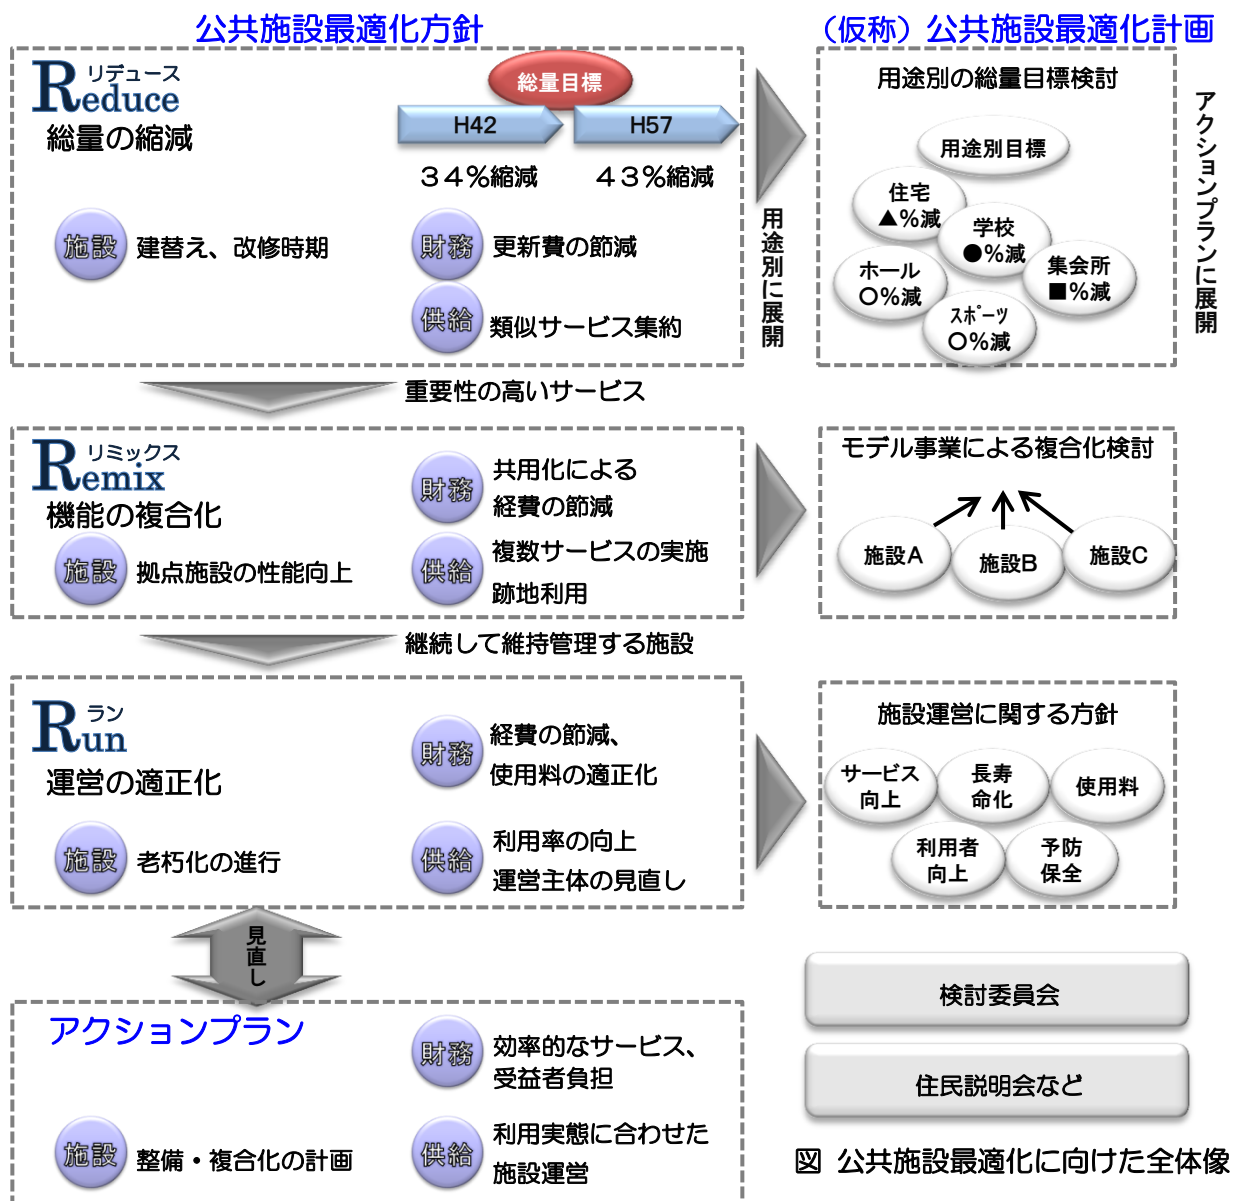 公共施設最適化方針
（仮称）公共施設最適化計画
リデュース
Reduce
総量の縮減
総量目標
H42
H57
３４％縮減
４３％縮減
施設
建替え、改修時期
財務
更新費の節減
供給
類似サービス集約
用途別に展開
用途別の総量目標検討
用途別目標
住宅
▲%減
学校
●%減
ホール
○%減
集会所
■%減
ｽﾎﾟｰﾂ
○%減
アクションプランに展開
重要性の高いサービス
リミックス
Remix
機能の複合化
施設
拠点施設の性能向上
財務
共用化による
経費の節減
供給
複数サービスの実施
跡地利用
モデル事業による複合化検討
施設A
施設B
施設C
継続して維持管理する施設
ラン
Run
運営の適正化
施設
老朽化の進行
財務
経費の節減、
使用料の適正化
供給
利用率の向上
運営主体の見直し
施設運営に関する方針
サービス
向上
長寿
命化
使用料
利用者
向上
予防
保全
見直し
アクションプラン
施設
整備・複合化の計画
財務
効率的なサービス、
受益者負担
供給
利用実態に合わせた
施設運営
検討委員会
住民説明会など
図 公共施設最適化に向けた全体像